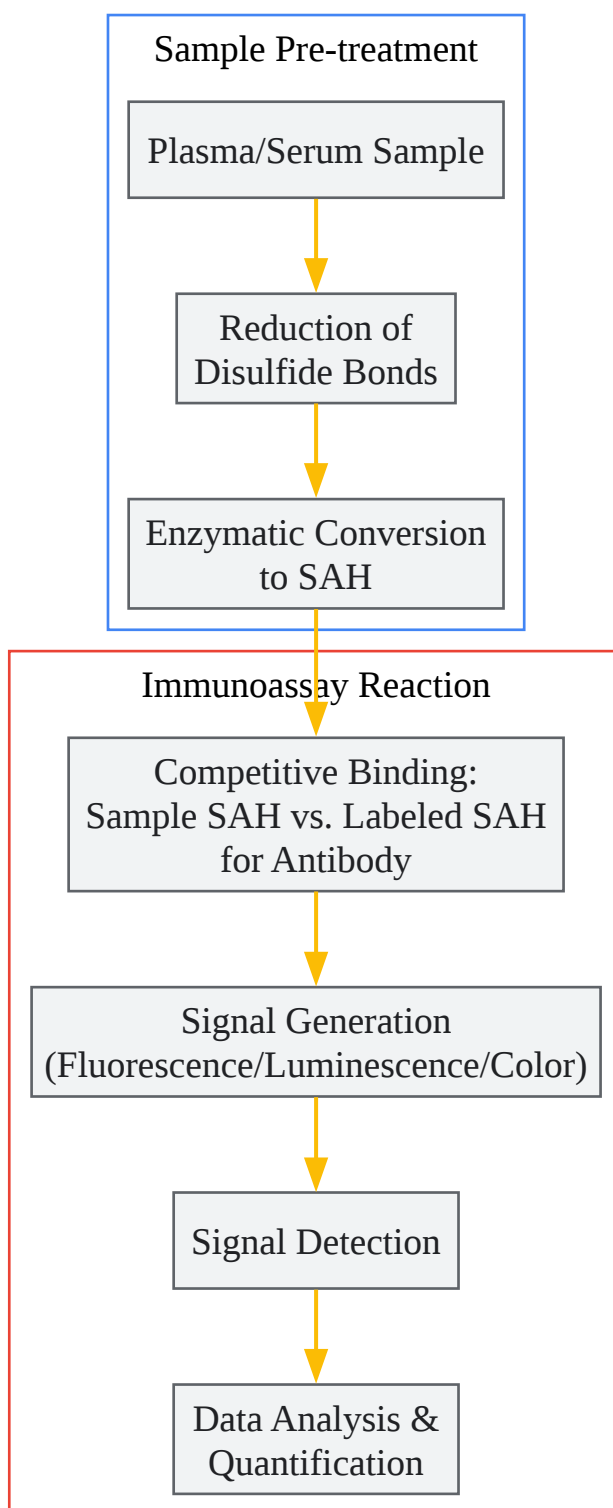 Sample Pre-treatment
Plasma/Serum Sample
Reduction of
Disulfide Bonds
Enzymatic Conversion
to SAH
Immunoassay Reaction
Competitive Binding:
Sample SAH vs. Labeled SAH
for Antibody
Signal Generation
(Fluorescence/Luminescence/Color)
Signal Detection
Data Analysis &
Quantification